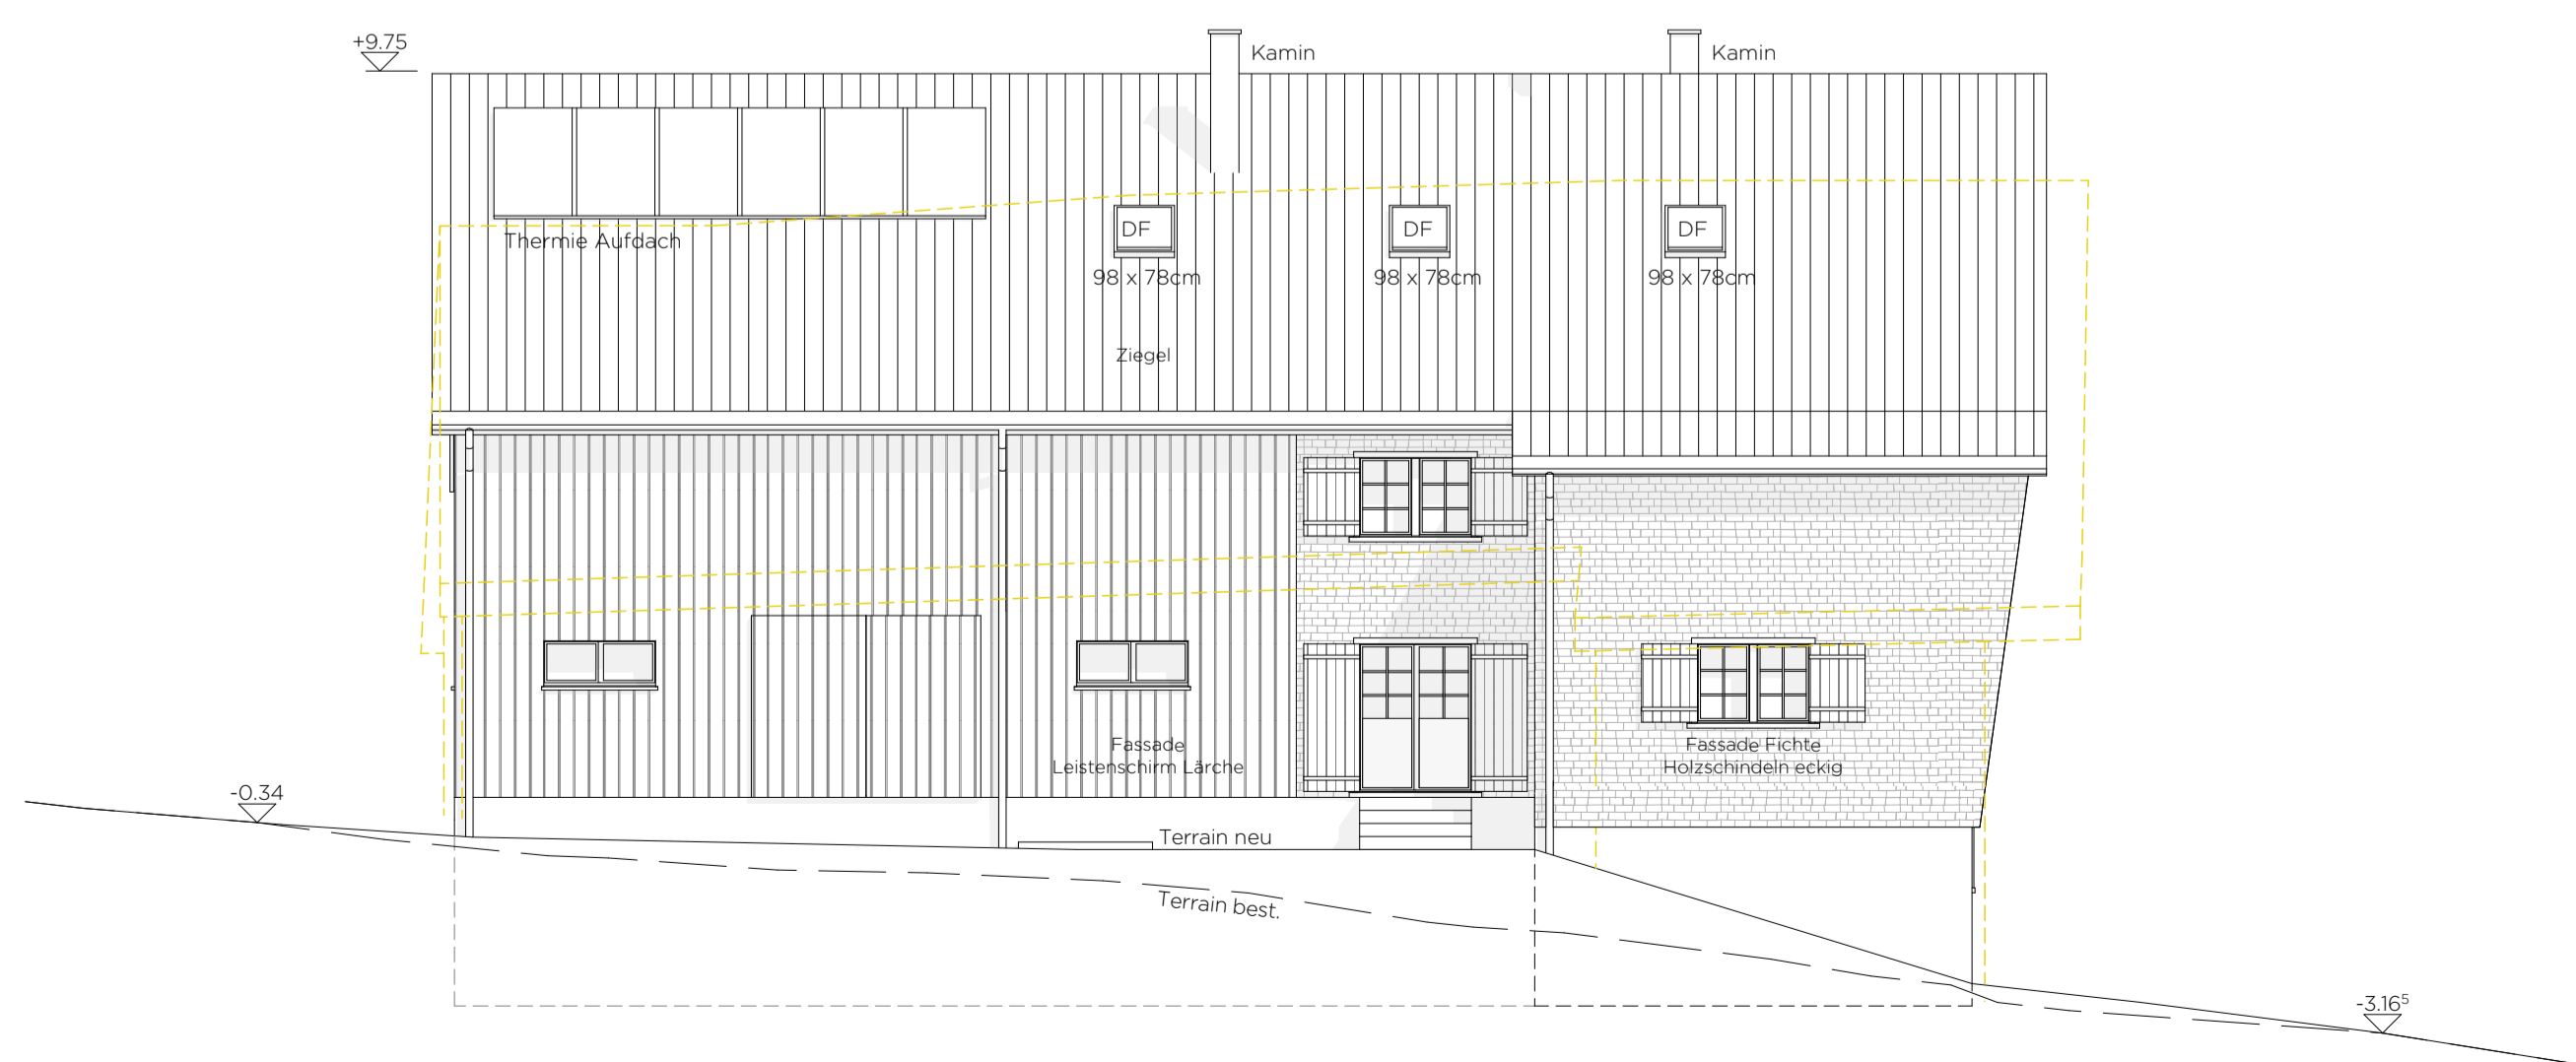 +9.75
Kamin
Kamin
Thermie Aufdach
DF
DF
DF
98 x 78cm
98 x 78cm
98 x 78cm
Ziegel
Fassade
Leistenschirm Lärche
Fassade Fichte
Holzschindeln eckig
-0.34
Terrain neu
Terrain best.
-3.16⁵